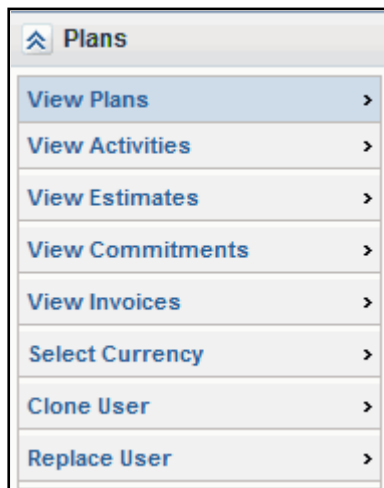 Plans
View Plans
View Activities
View Estimates
View Commitments
View Invoices
Select Currency
Clone User
Replace User